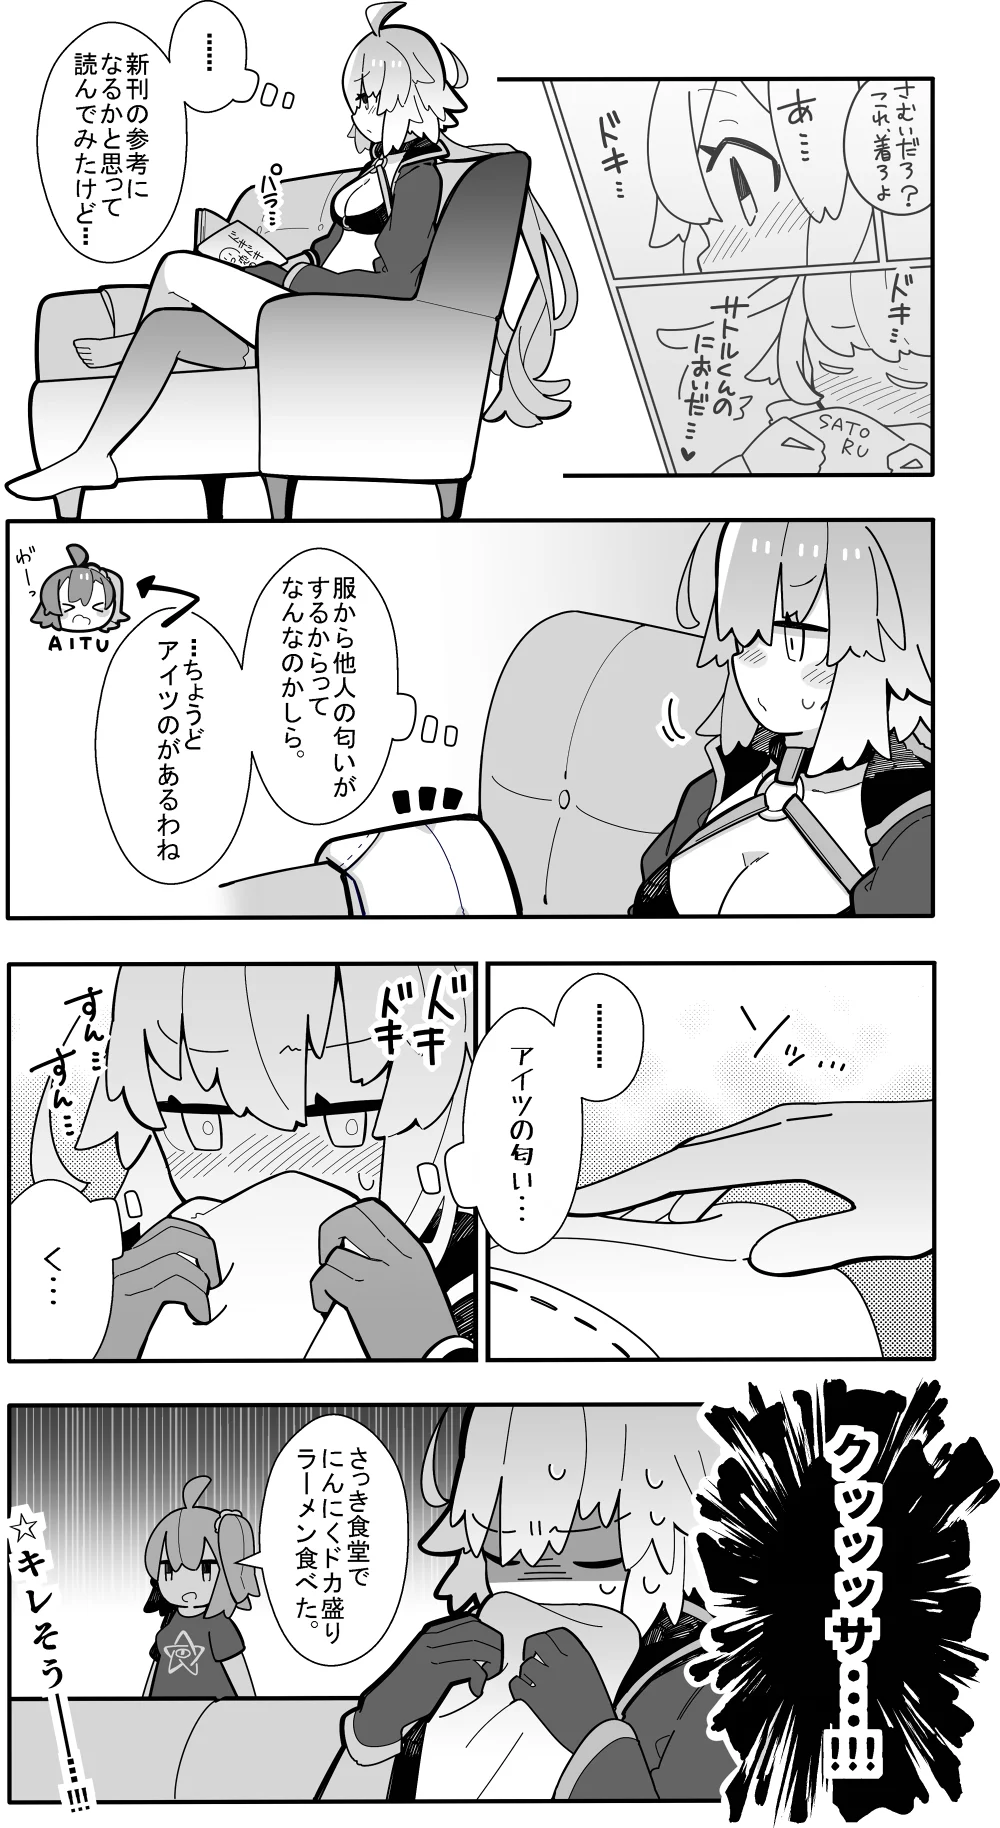 さむいだろ?
これ、着ろよ
あ…
ドキ…
ドキ…
サトルくんの
においだ…
SATO
RU
……
新刊の参考に
なるかと思って
読んでみたけど…
パラ…
服から他人の匂いが
するからって
なんなのかしら。
…ちょうど
アイツのがあるわね
AITU
ソッ…
………
アイツの匂い…
ドキ
ドキ
すん…
すん…
く…
クッッッサ…!!!
さっき食堂で
にんにくドカ盛り
ラーメン食べた。
☆キレそう――…!!!